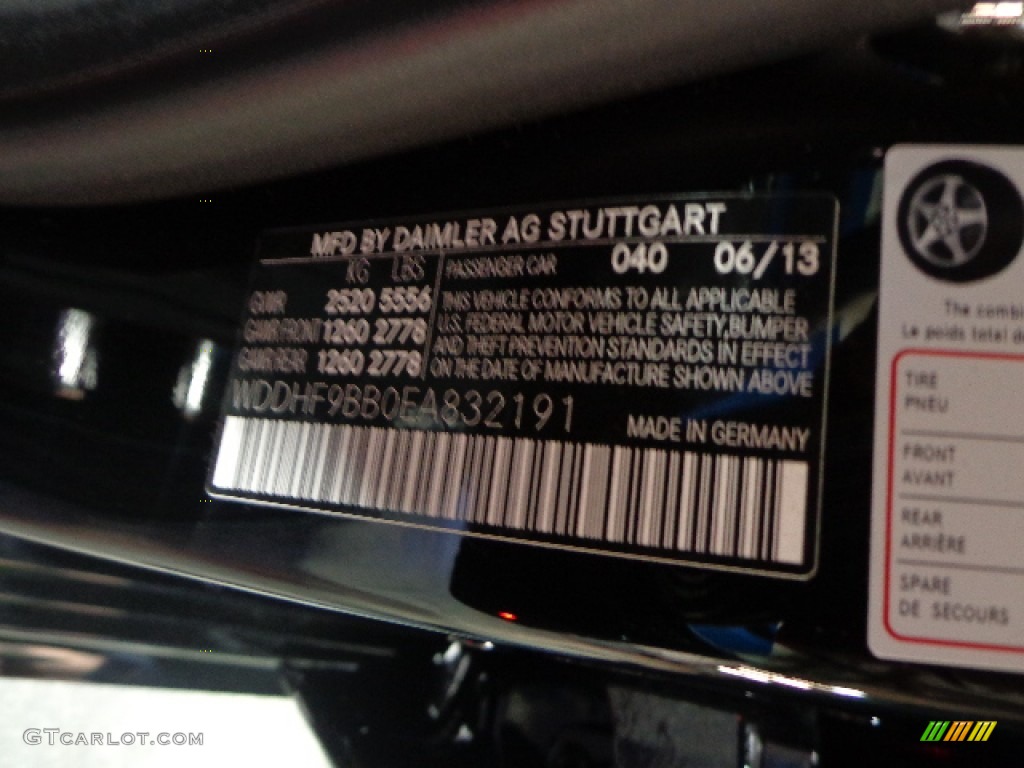 MFD BY DAIMLER AG STUTTGART
KG LBS
GVWR 2520 5556
GAWR FRONT 1260 2778
GAWR REAR 1260 2778
PASSENGER CAR 040 06/13
THIS VEHICLE CONFORMS TO ALL APPLICABLE
U.S. FEDERAL MOTOR VEHICLE SAFETY, BUMPER
AND THEFT PREVENTION STANDARDS IN EFFECT
ON THE DATE OF MANUFACTURE SHOWN ABOVE
WDDHF9BB0EA832191
MADE IN GERMANY
The combi
Le poids total de
TIRE
PNEU
FRONT
AVANT
REAR
ARRIÈRE
SPARE
DE SECOURS
GTCARLOT.COM